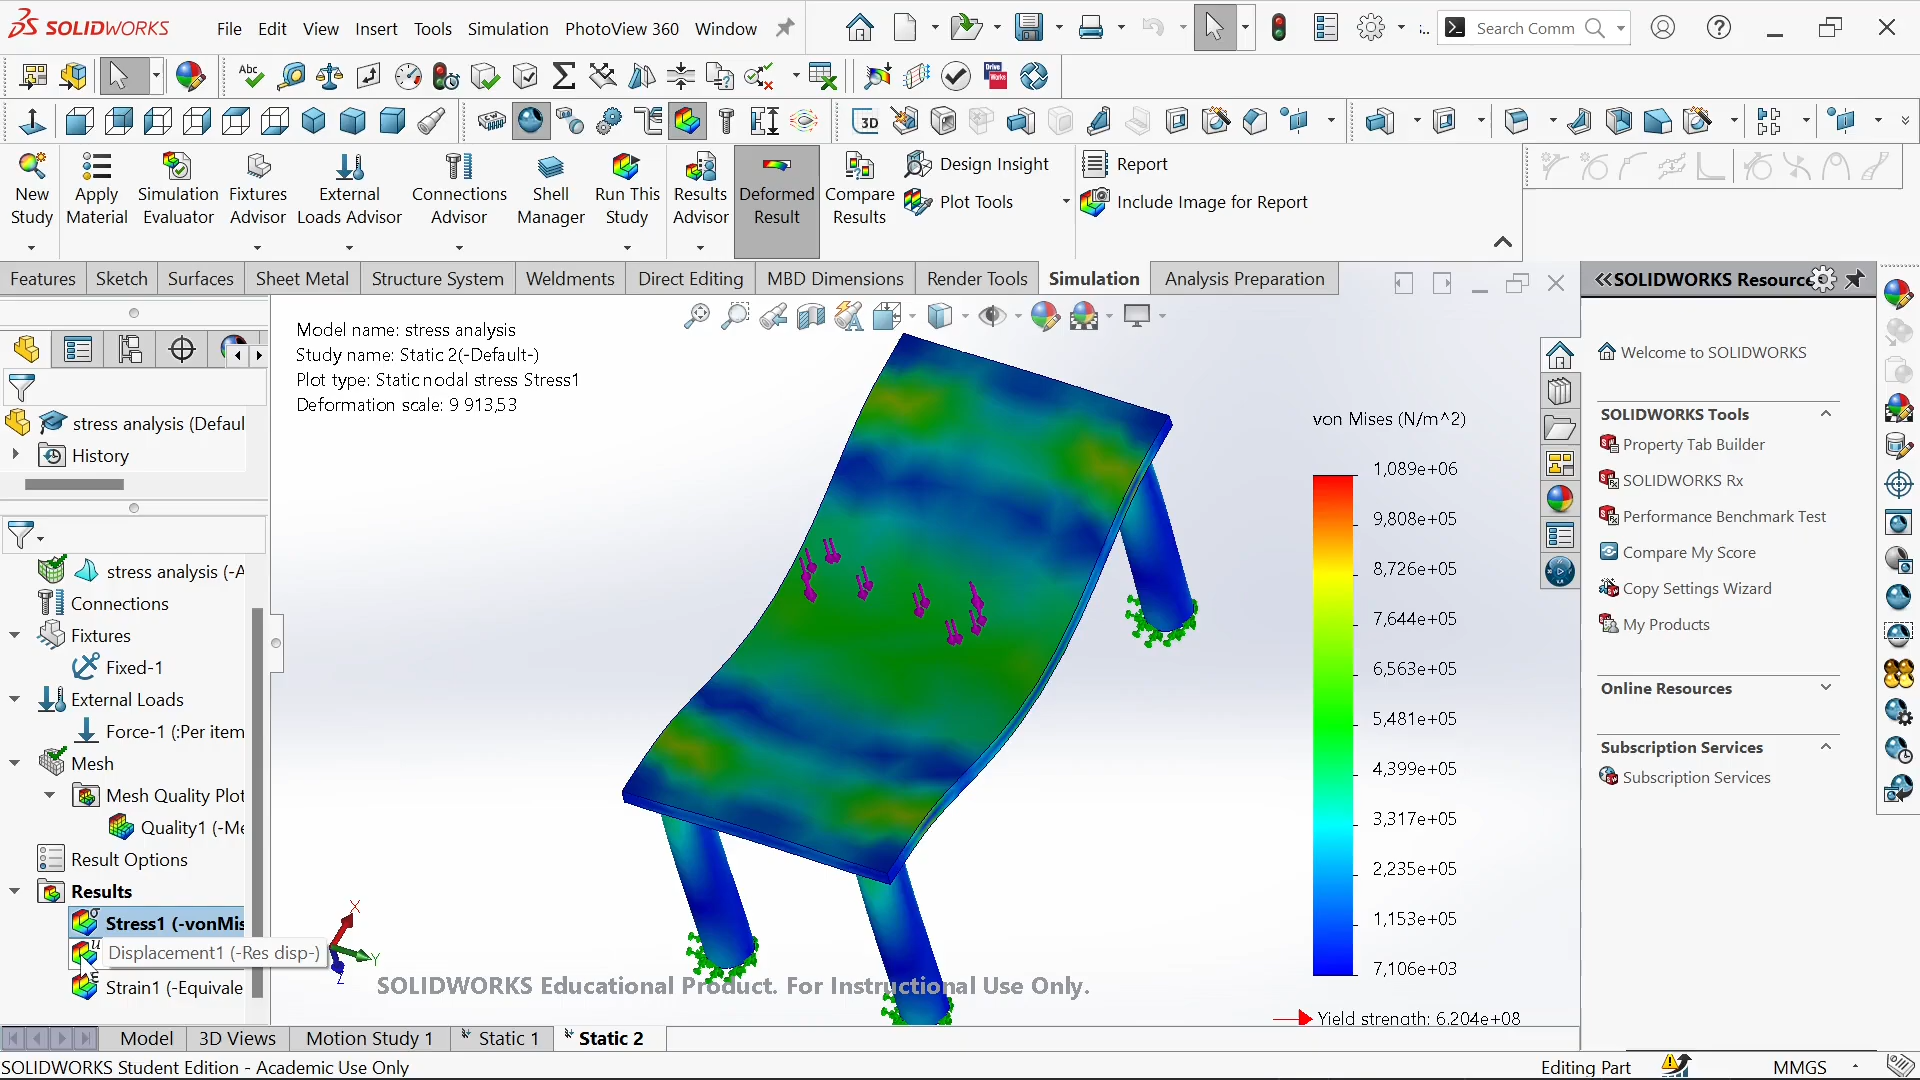 SOLIDWORKS
File Edit View Insert Tools Simulation PhotoView 360 Window
Search Comm
New Study
Apply Material
Simulation Evaluator
Fixtures Advisor
External Loads Advisor
Connections Advisor
Shell Manager
Run This Study
Results Advisor
Deformed Result
Compare Results
Design Insight
Plot Tools
Report
Include Image for Report
Features Sketch Surfaces Sheet Metal Structure System Weldments Direct Editing MBD Dimensions Render Tools Simulation Analysis Preparation
stress analysis (Defaul
History
stress analysis (-A
Connections
Fixtures
Fixed-1
External Loads
Force-1 (:Per item
Mesh
Mesh Quality Plot
Quality1 (-Me
Result Options
Results
Stress1 (-vonMis
Displacement1 (-Res disp-)
Strain1 (-Equivale
Model name: stress analysis
Study name: Static 2(-Default-)
Plot type: Static nodal stress Stress1
Deformation scale: 9 913,53
von Mises (N/m^2)
1,089e+06
9,808e+05
8,726e+05
7,644e+05
6,563e+05
5,481e+05
4,399e+05
3,317e+05
2,235e+05
1,153e+05
7,106e+03
Yield strength: 6.204e+08
X
Y
Z
SOLIDWORKS Educational Product. For Instructional Use Only.
SOLIDWORKS Resource
Welcome to SOLIDWORKS
SOLIDWORKS Tools
Property Tab Builder
SOLIDWORKS Rx
Performance Benchmark Test
Compare My Score
Copy Settings Wizard
My Products
Online Resources
Subscription Services
Subscription Services
Model 3D Views Motion Study 1 Static 1 Static 2
SOLIDWORKS Student Edition - Academic Use Only
Editing Part
MMGS